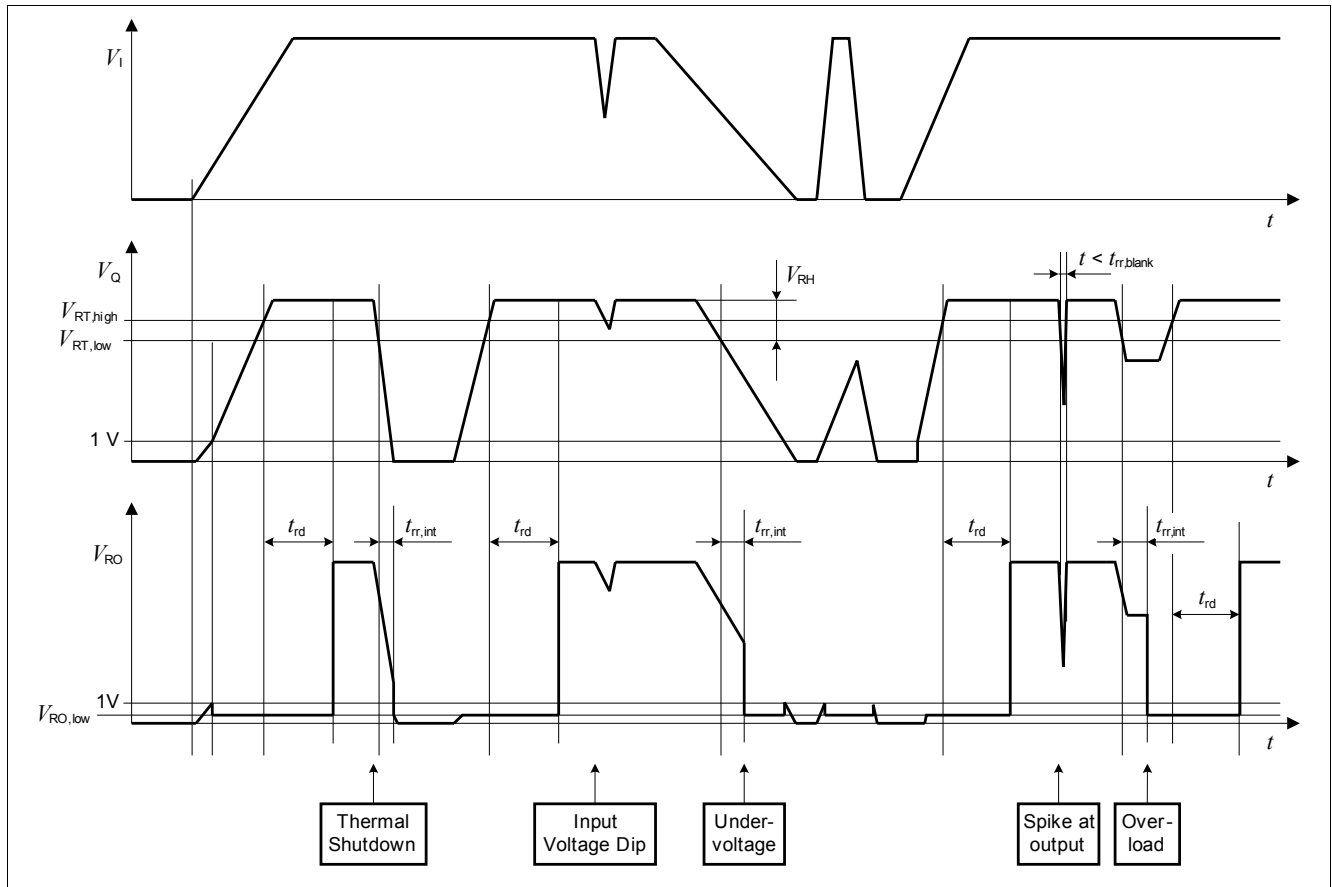 V_I
t
V_Q
V_RH
t < t_rr,blank
V_RT,high
V_RT,low
1 V
t
t_rd
t_rr,int
t_rd
t_rr,int
t_rd
t_rr,int
V_RO
t_rd
1V
V_RO,low
t
Thermal
Shutdown
Input
Voltage Dip
Under-
voltage
Spike at
output
Over-
load